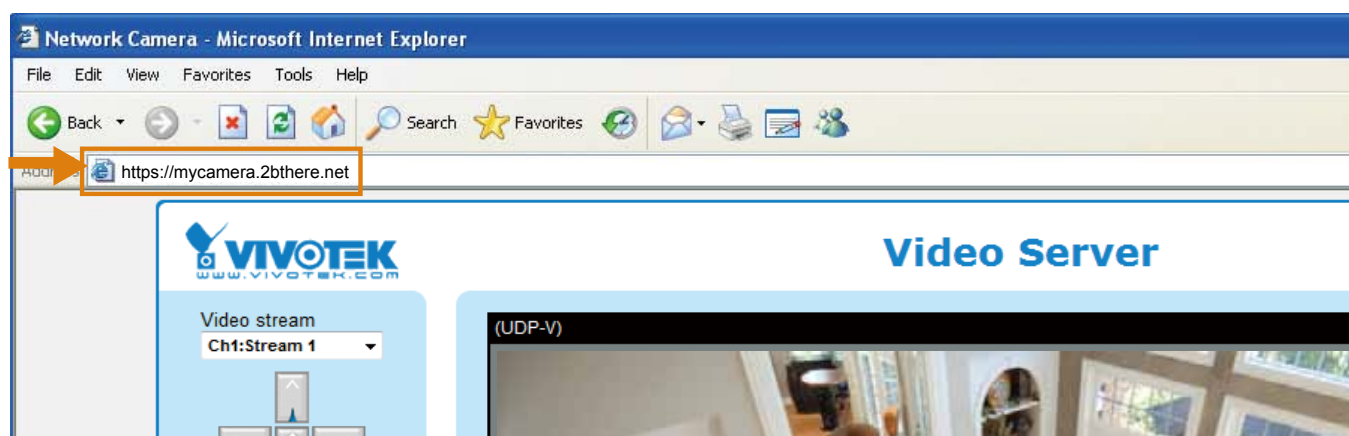 Network Camera - Microsoft Internet Explorer
File Edit View Favorites Tools Help
Back Search Favorites
https://mycamera.2bthere.net
VIVOTEK
www.vivotek.com
Video Server
Video stream
Ch1:Stream 1
(UDP-V)